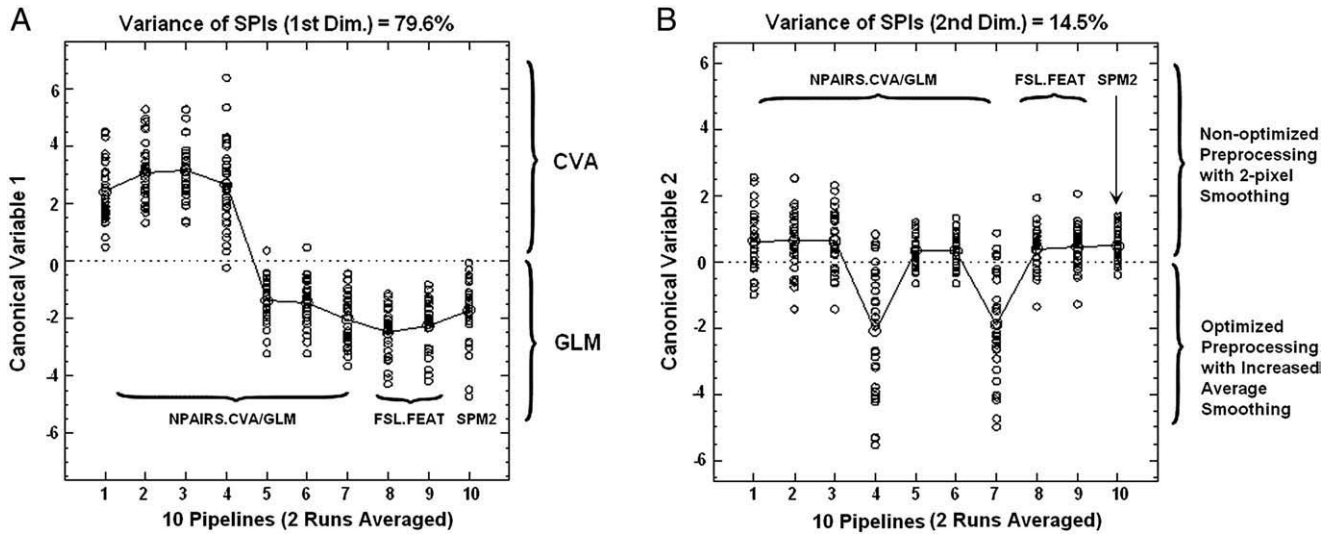 A
Variance of SPIs (1st Dim.) = 79.6%
Canonical Variable 1
6
4
2
0
-2
-4
-6
CVA
GLM
NPAIRS.CVA/GLM
FSL.FEAT
SPM2
1 2 3 4 5 6 7 8 9 10
10 Pipelines (2 Runs Averaged)
B
Variance of SPIs (2nd Dim.) = 14.5%
Canonical Variable 2
6
4
2
0
-2
-4
-6
NPAIRS.CVA/GLM
FSL.FEAT
SPM2
Non-optimized
Preprocessing
with 2-pixel
Smoothing
Optimized
Preprocessing
with Increased
Average
Smoothing
1 2 3 4 5 6 7 8 9 10
10 Pipelines (2 Runs Averaged)